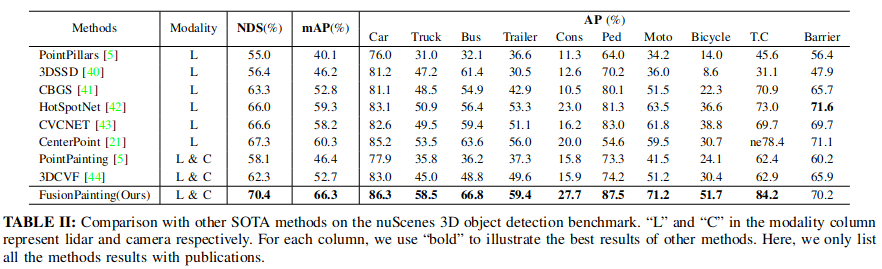 Methods Modality NDS(%) mAP(%) AP (%)
Car Truck Bus Trailer Cons Ped Moto Bicycle T.C Barrier
PointPillars [5] L 55.0 40.1 76.0 31.0 32.1 36.6 11.3 64.0 34.2 14.0 45.6 56.4
3DSSD [40] L 56.4 46.2 81.2 47.2 61.4 30.5 12.6 70.2 36.0 8.6 31.1 47.9
CBGS [41] L 63.3 52.8 81.1 48.5 54.9 42.9 10.5 80.1 51.5 22.3 70.9 65.7
HotSpotNet [42] L 66.0 59.3 83.1 50.9 56.4 53.3 23.0 81.3 63.5 36.6 73.0 71.6
CVCNET [43] L 66.6 58.2 82.6 49.5 59.4 51.1 16.2 83.0 61.8 38.8 69.7 69.7
CenterPoint [21] L 67.3 60.3 85.2 53.5 63.6 56.0 20.0 54.6 59.5 30.7 ne78.4 71.1
PointPainting [5] L & C 58.1 46.4 77.9 35.8 36.2 37.3 15.8 73.3 41.5 24.1 62.4 60.2
3DCVF [44] L & C 62.3 52.7 83.0 45.0 48.8 49.6 15.9 74.2 51.2 30.4 62.9 65.9
FusionPainting(Ours) L & C 70.4 66.3 86.3 58.5 66.8 59.4 27.7 87.5 71.2 51.7 84.2 70.2
TABLE II: Comparison with other SOTA methods on the nuScenes 3D object detection benchmark. “L” and “C” in the modality column
represent lidar and camera respectively. For each column, we use “bold” to illustrate the best results of other methods. Here, we only list
all the methods results with publications.